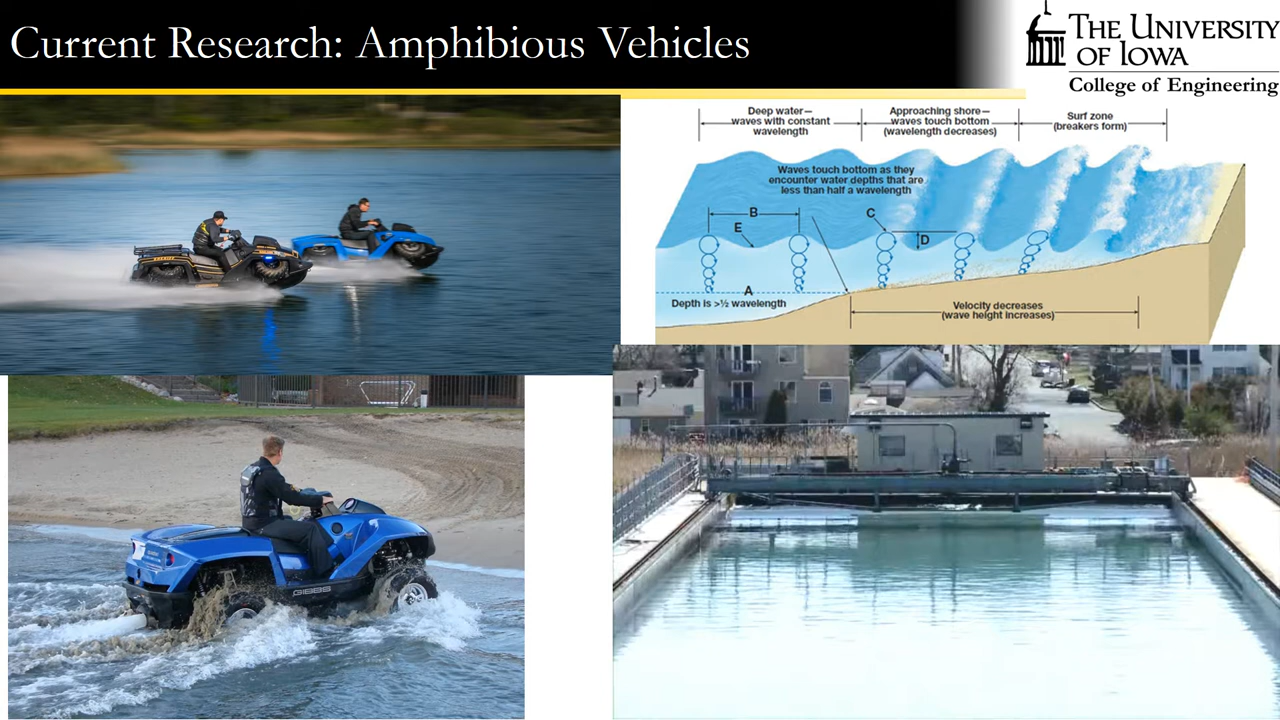 Current Research: Amphibious Vehicles
THE UNIVERSITY
OF IOWA
College of Engineering
Deep water—
waves with constant
wavelength
Approaching shore—
waves touch bottom
(wavelength decreases)
Surf zone
(breakers form)
Waves touch bottom as they
encounter water depths that are
less than half a wavelength
B
C
E
D
A
Depth is >½ wavelength
Velocity decreases
(wave height increases)
GIBBS